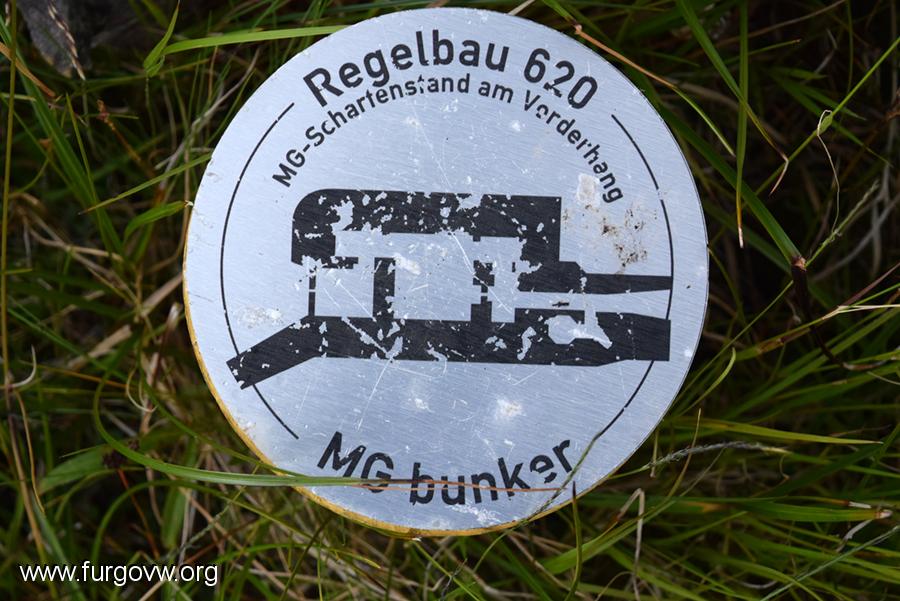 Regelbau 620
MG-Schartenstand am Vorderhang
MG bunker
www.furgovw.org